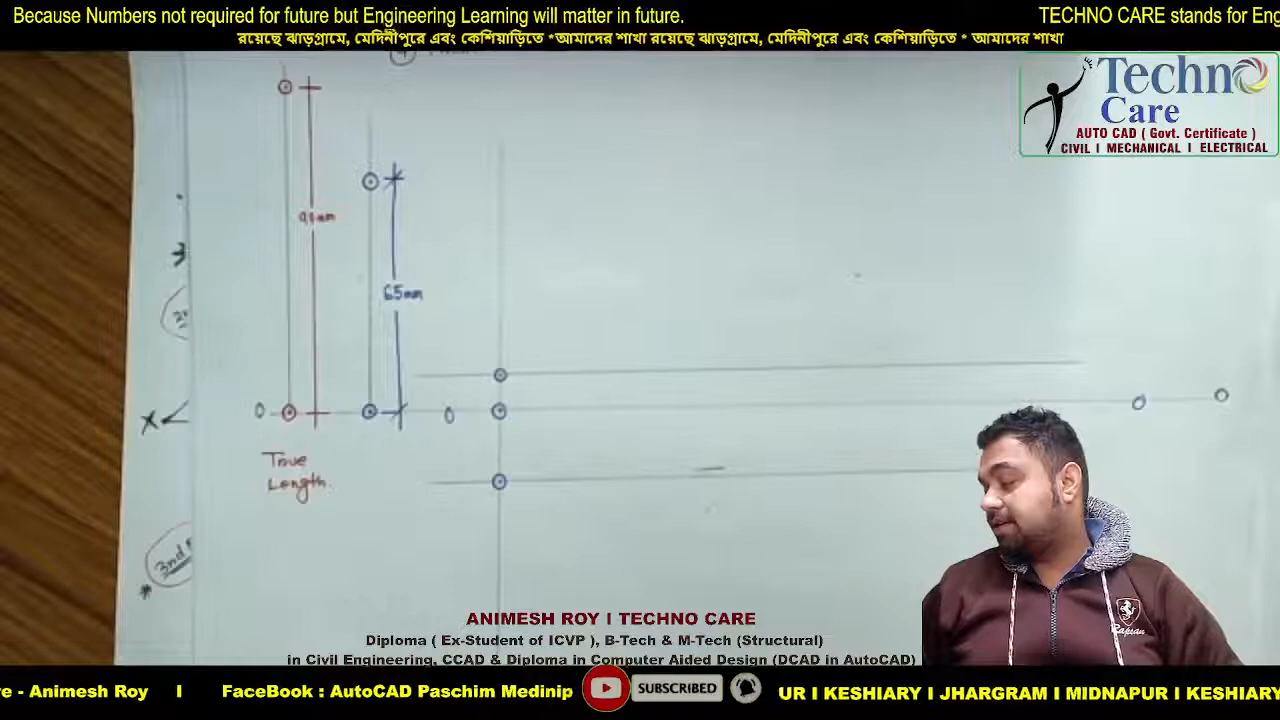 Because Numbers not required for future but Engineering Learning will matter in future.
TECHNO CARE stands for Eng
রয়েছে ঝাড়গ্রামে, মেদিনীপুরে এবং কেশিয়াড়িতে *আমাদের শাখা রয়েছে ঝাড়গ্রামে, মেদিনীপুরে এবং কেশিয়াড়িতে * আমাদের শাখা
Techno
Care
AUTO CAD ( Govt. Certificate )
CIVIL I MECHANICAL I ELECTRICAL
65mm
O
O
X
True
Length.
3nd
*
Rapsan
ANIMESH ROY I TECHNO CARE
Diploma ( Ex-Student of ICVP ), B-Tech & M-Tech (Structural)
in Civil Engineering, CCAD & Diploma in Computer Aided Design (DCAD in AutoCAD)
e - Animesh Roy I FaceBook : AutoCAD Paschim Medinip
SUBSCRIBED
UR I KESHIARY I JHARGRAM I MIDNAPUR I KESHIARY